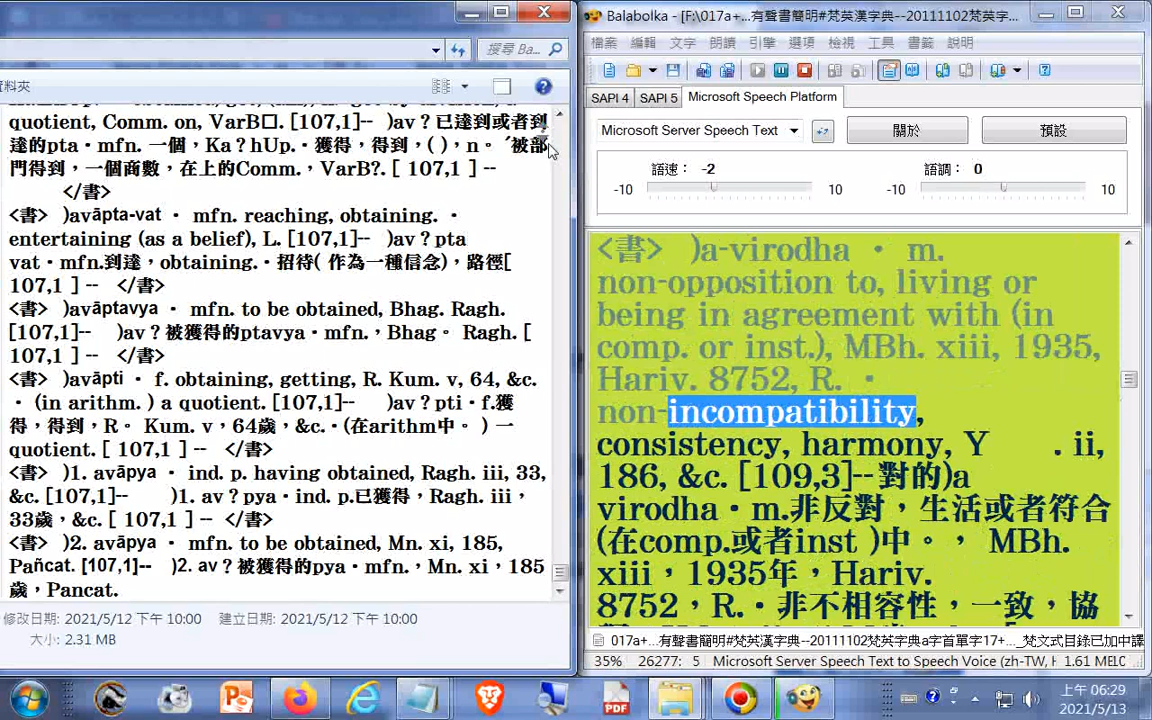 搜尋 Ba...
資料夾
quotient, Comm. on, VarB□. [107,1]-- )av？已達到或者到
達的pta・mfn. 一個，Ka？hUp.・獲得，得到，( )，n。 ˊ被部
門得到，一個商數，在上的Comm.，VarB?. [ 107,1 ] --
</書>
<書> )avāpta-vat ・ mfn. reaching, obtaining. ・
entertaining (as a belief), L. [107,1]-- )av？pta
vat・mfn.到達，obtaining.・招待( 作為一種信念)，路徑[
107,1 ] -- </書>
<書> )avāptavya ・ mfn. to be obtained, Bhag. Ragh.
[107,1]-- )av？被獲得的ptavya・mfn.，Bhag。 Ragh. [
107,1 ] -- </書>
<書> )avāpti ・ f. obtaining, getting, R. Kum. v, 64, &c.
・ (in arithm. ) a quotient. [107,1]-- )av？pti・f.獲
得，得到，R。 Kum. v，64歲，&c.・(在arithm中。 ) 一
quotient. [ 107,1 ] -- </書>
<書> )1. avāpya ・ ind. p. having obtained, Ragh. iii, 33,
&c. [107,1]-- )1. av？pya・ind. p.已獲得，Ragh. iii，
33歲，&c. [ 107,1 ] -- </書>
<書> )2. avāpya ・ mfn. to be obtained, Mn. xi, 185,
Pañcat. [107,1]-- )2. av？被獲得的pya・mfn.，Mn. xi，185
歲，Pancat.
修改日期: 2021/5/12 下午 10:00 建立日期: 2021/5/12 下午 10:00
大小: 2.31 MB
Balabolka - [F:\017a+...有聲書簡明#梵英漢字典--20111102梵英字...
檔案 編輯 文字 朗讀 引擎 選項 檢視 工具 書籤 說明
SAPI 4 SAPI 5 Microsoft Speech Platform
Microsoft Server Speech Text 關於 預設
語速： -2 語調： 0
-10 10 -10 10
<書> )a-virodha ・ m.
non-opposition to, living or
being in agreement with (in
comp. or inst.), MBh. xiii, 1935,
Hariv. 8752, R. ・
non-incompatibility,
consistency, harmony, Y . ii,
186, &c. [109,3]--對的)a
virodha・m.非反對，生活或者符合
(在comp.或者inst )中。， MBh.
xiii，1935年，Hariv.
8752，R.・非不相容性，一致，協
017a+...有聲書簡明#梵英漢字典--20111102梵英字典a字首單字17+..._梵文式目錄已加中譯
35% 26277: 5 Microsoft Server Speech Text to Speech Voice (zh-TW, H 1.61 MELO
上午 06:29
2021/5/13